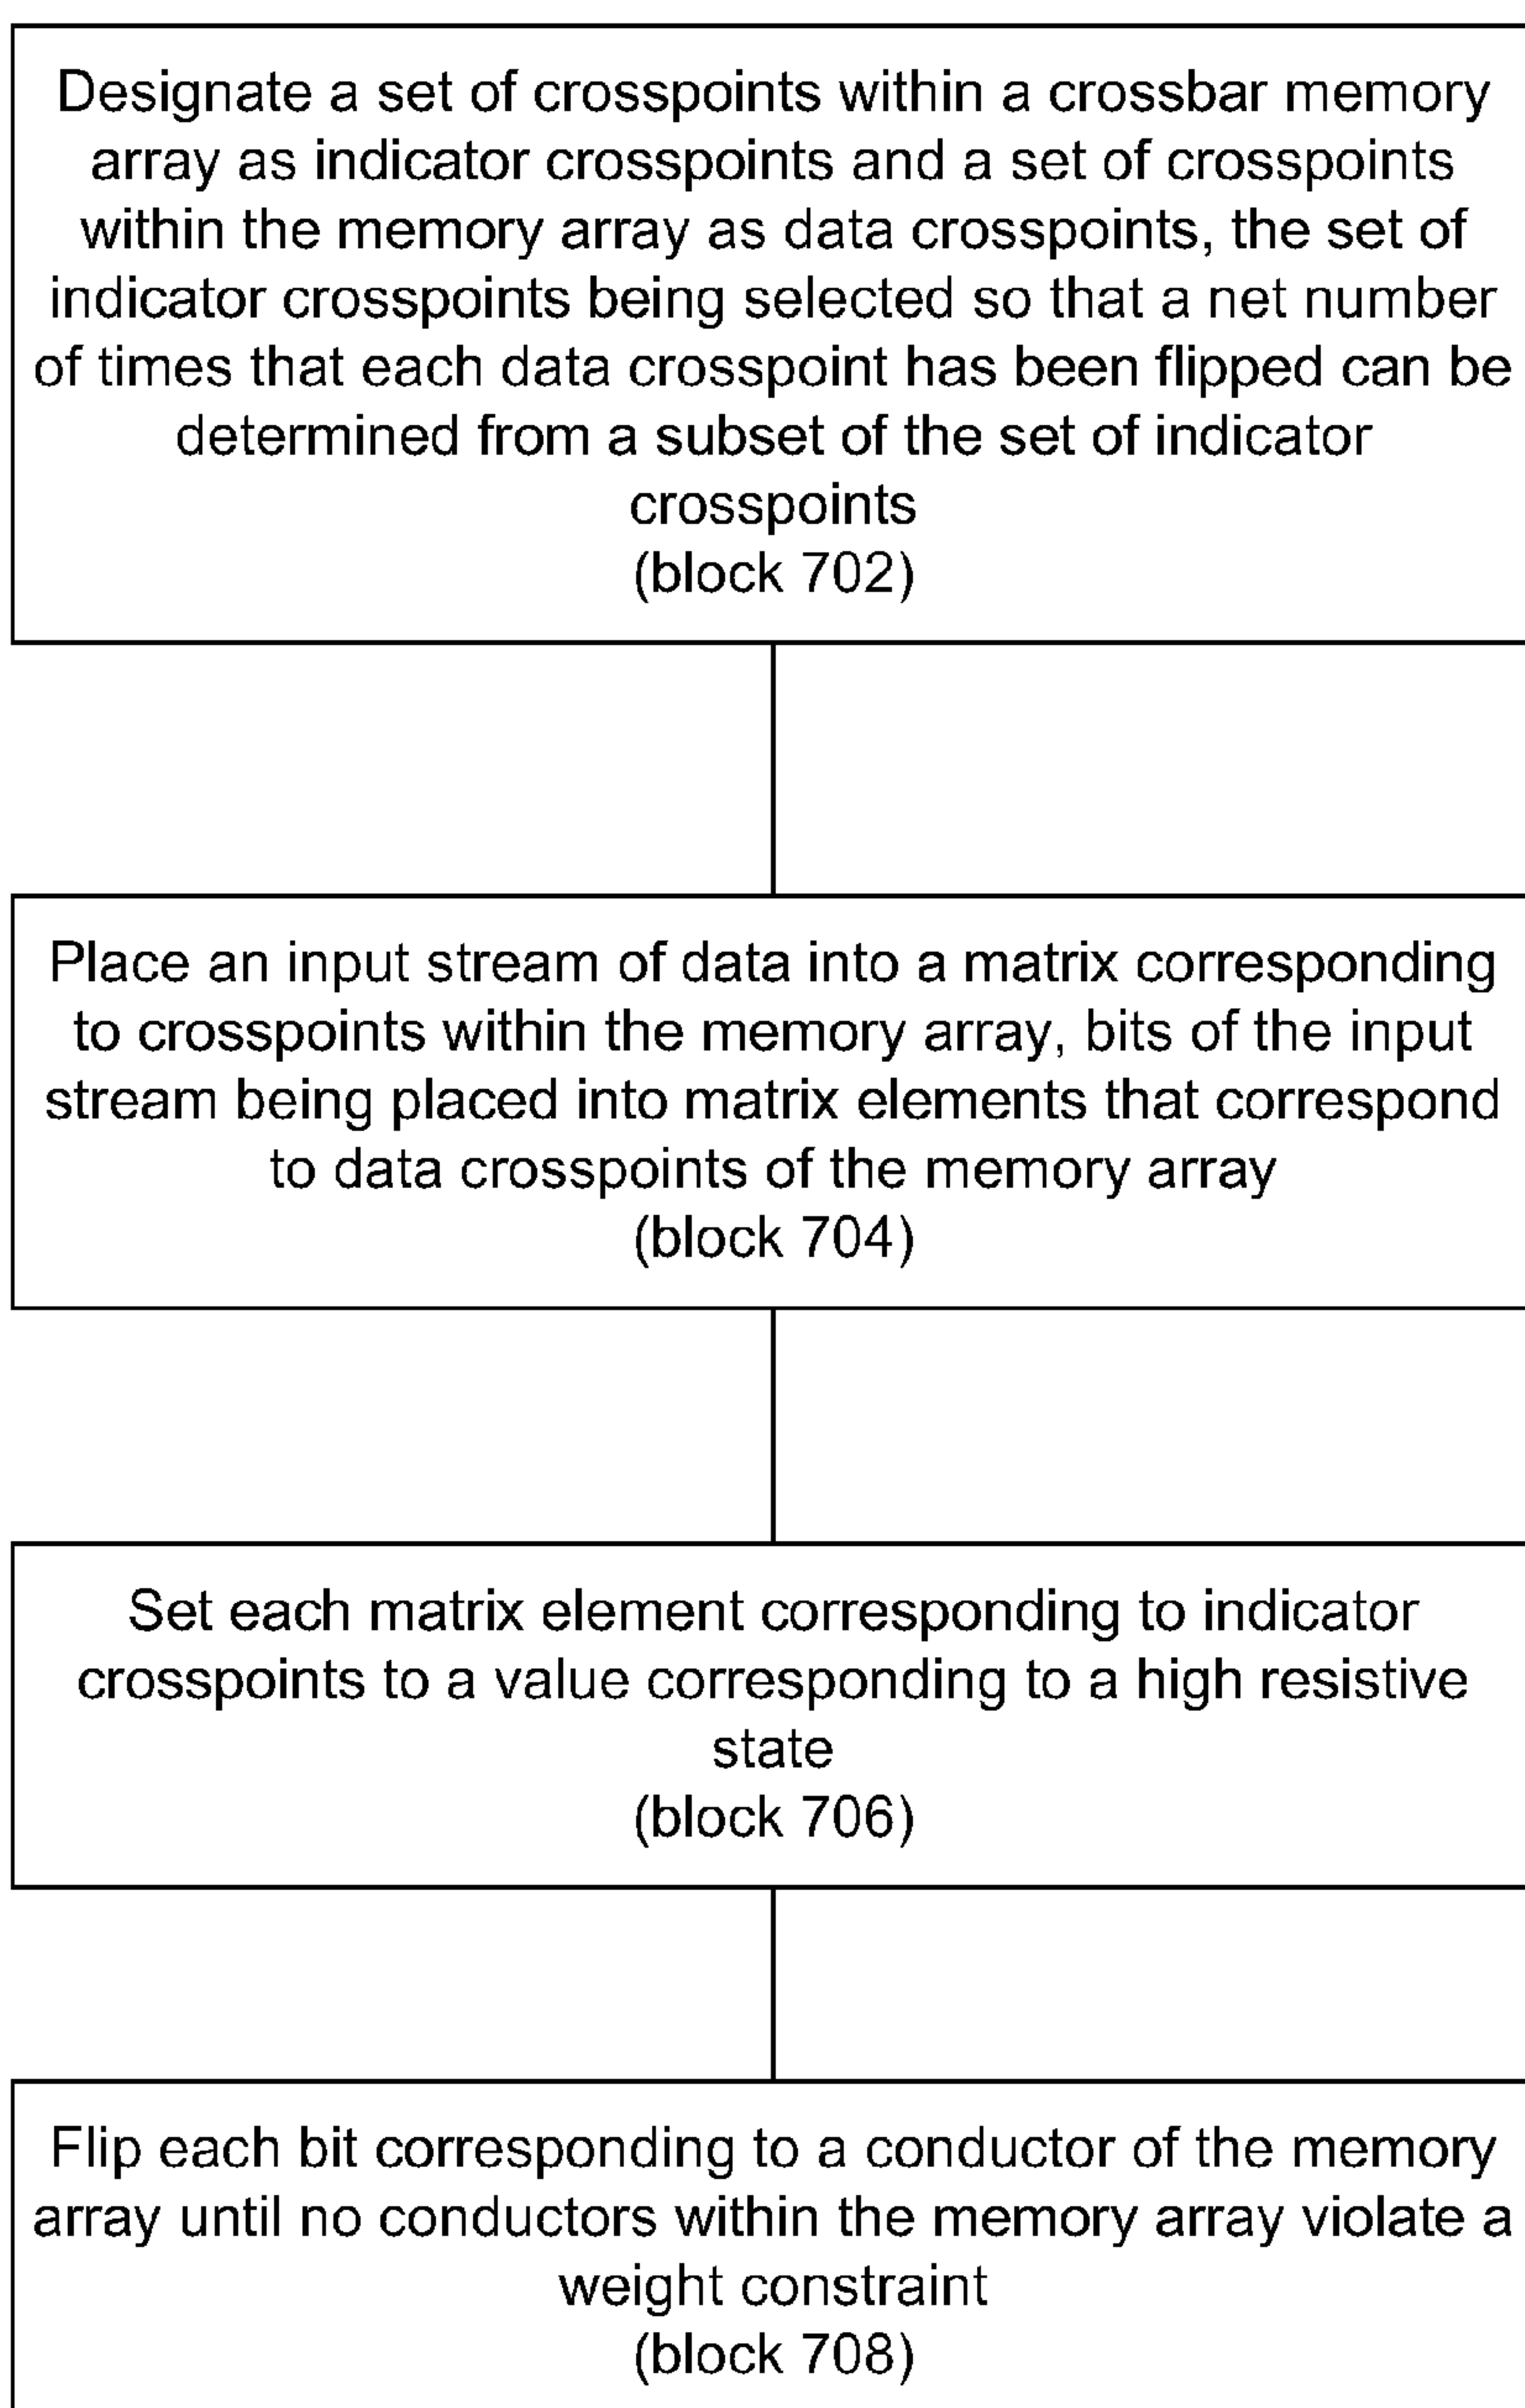 Designate a set of crosspoints within a crossbar memory
array as indicator crosspoints and a set of crosspoints
within the memory array as data crosspoints, the set of
indicator crosspoints being selected so that a net number
of times that each data crosspoint has been flipped can be
determined from a subset of the set of indicator
crosspoints
(block 702)
Place an input stream of data into a matrix corresponding
to crosspoints within the memory array, bits of the input
stream being placed into matrix elements that correspond
to data crosspoints of the memory array
(block 704)
Set each matrix element corresponding to indicator
crosspoints to a value corresponding to a high resistive
state
(block 706)
Flip each bit corresponding to a conductor of the memory
array until no conductors within the memory array violate a
weight constraint
(block 708)